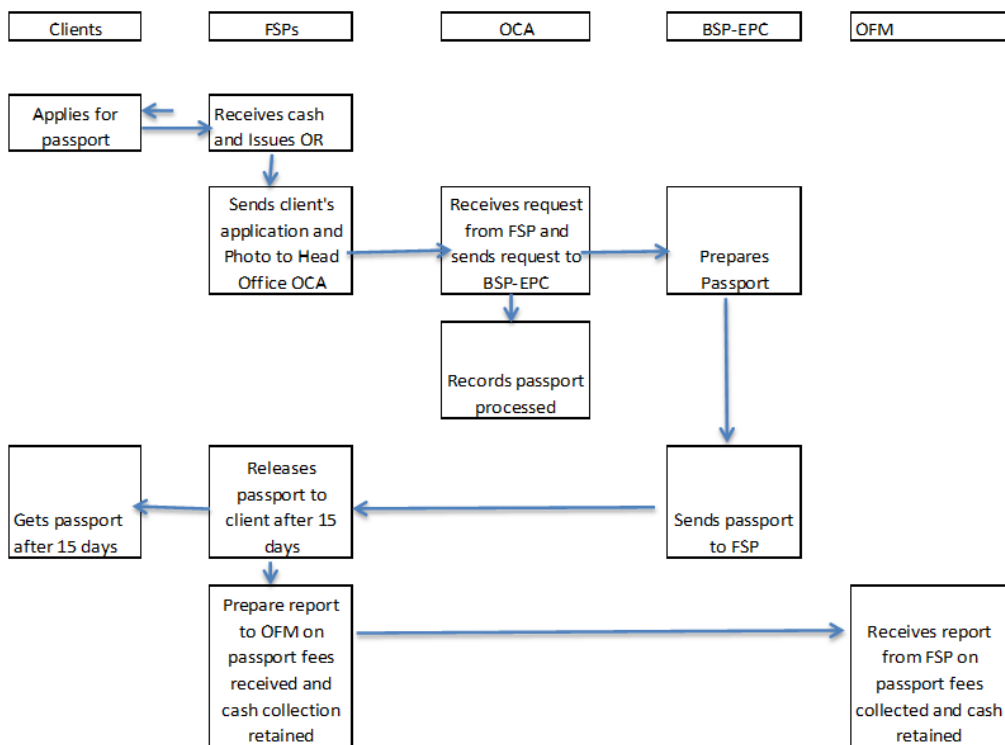 Clients
FSPs
OCA
BSP-EPC
OFM
Applies for
passport
Receives cash
and Issues OR
Sends client's
application and
Photo to Head
Office OCA
Receives request
from FSP and
sends request to
BSP-EPC
Prepares
Passport
Records passport
processed
Gets passport
after 15 days
Releases
passport to
client after 15
days
Sends passport
to FSP
Prepare report
to OFM on
passport fees
received and
cash collection
retained
Receives report
from FSP on
passport fees
collected and cash
retained